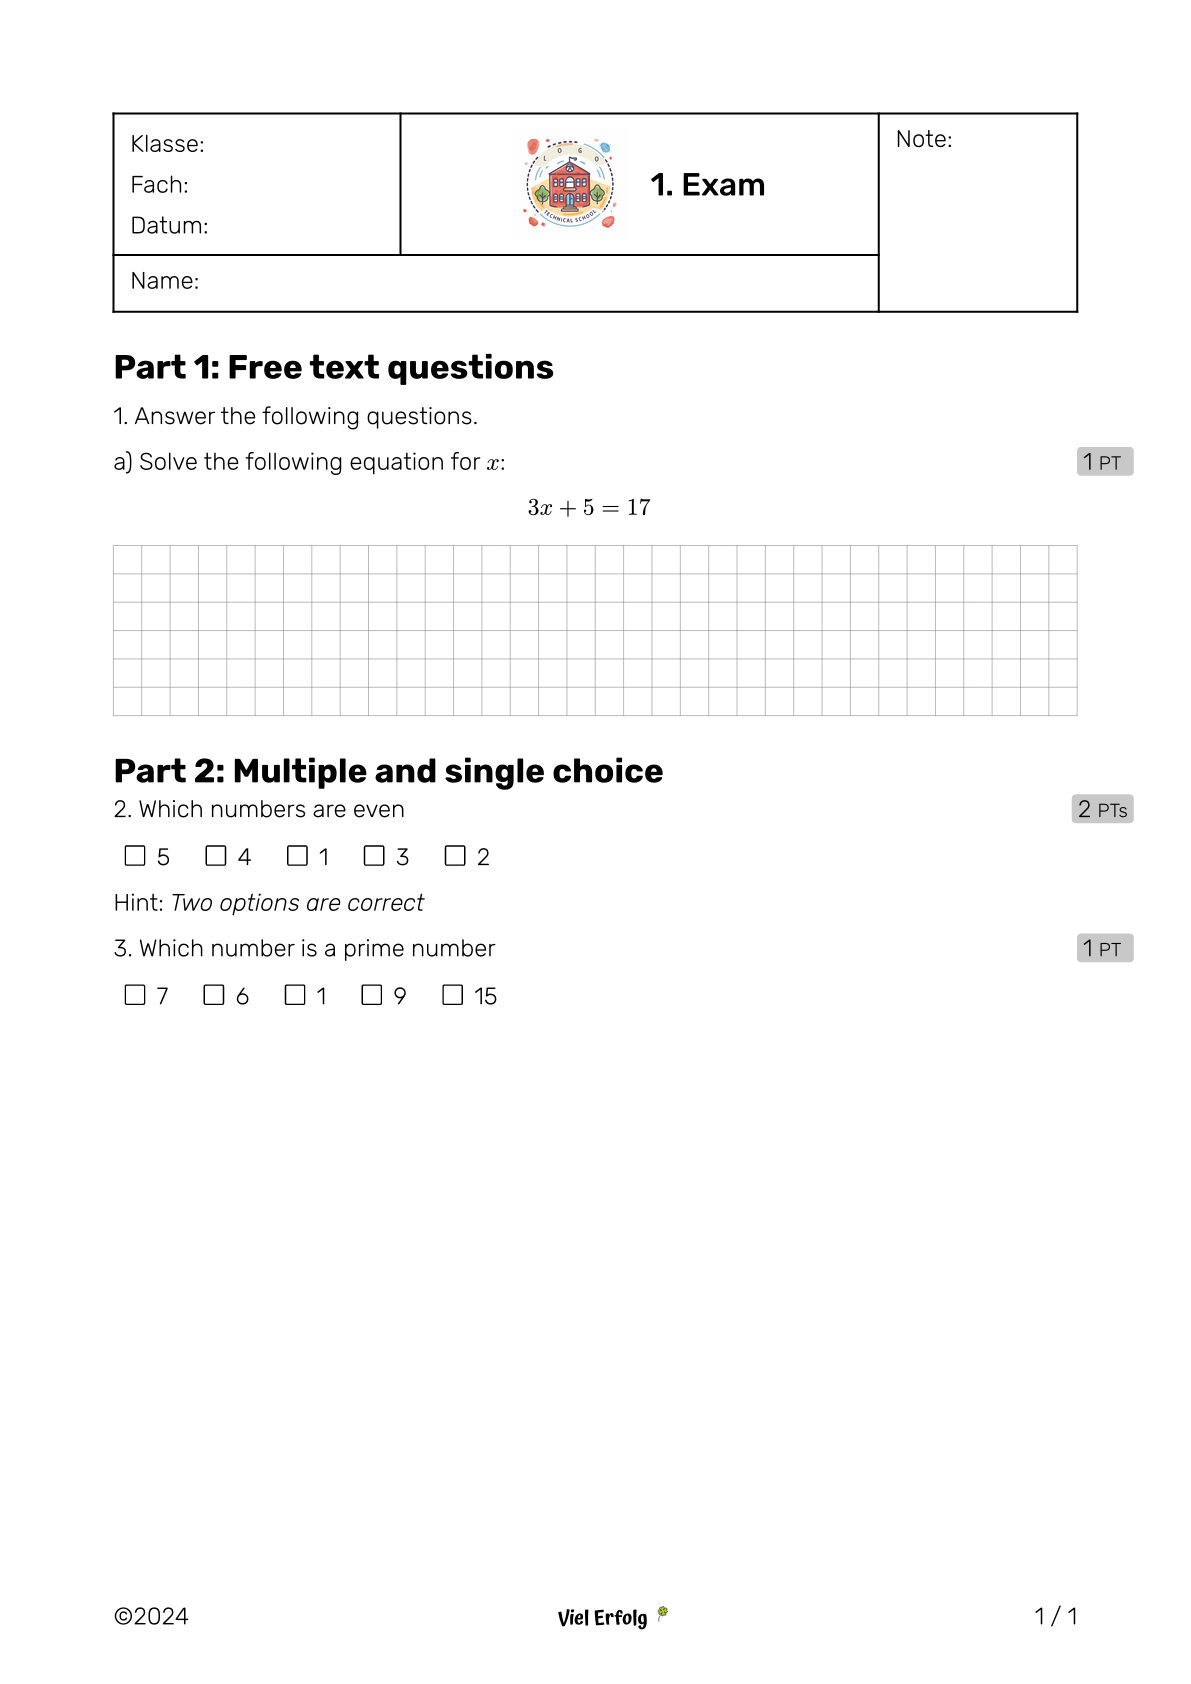 Klasse:
Fach:
Datum:
LOGO
TECHNICAL SCHOOL
1. Exam
Note:
Name:
Part 1: Free text questions
1. Answer the following questions.
a) Solve the following equation for x:
1 PT
3x + 5 = 17
Part 2: Multiple and single choice
2. Which numbers are even
2 PTs
☐ 5 ☐ 4 ☐ 1 ☐ 3 ☐ 2
Hint: Two options are correct
3. Which number is a prime number
1 PT
☐ 7 ☐ 6 ☐ 1 ☐ 9 ☐ 15
©2024
Viel Erfolg 🍀
1 / 1